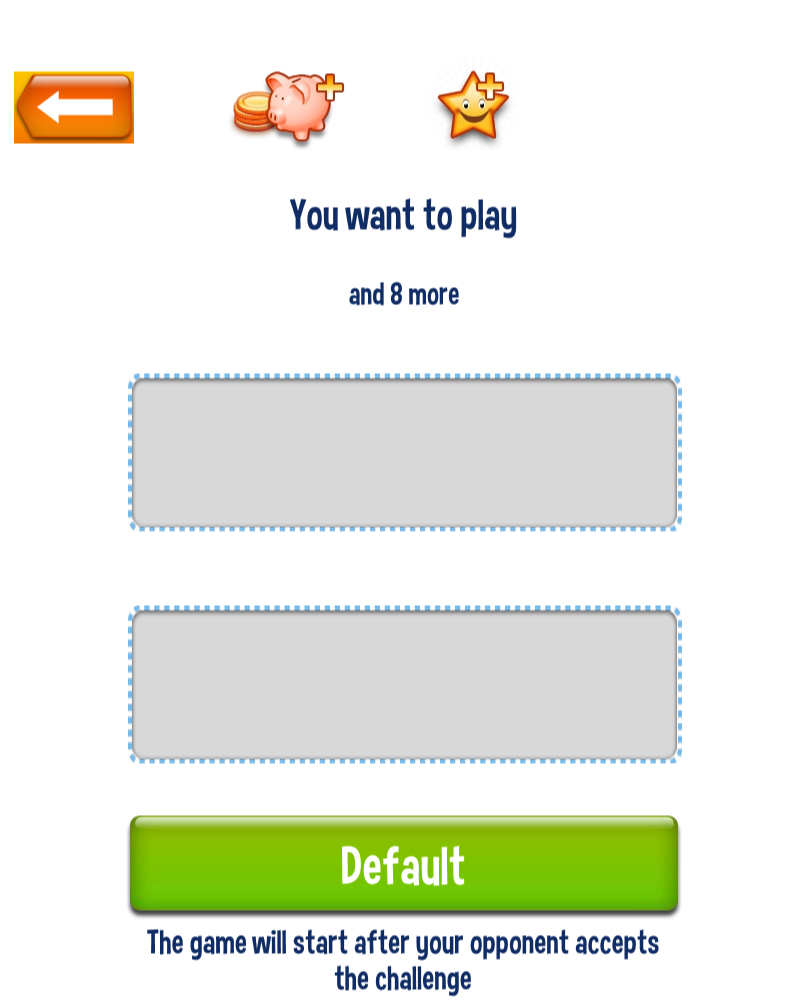 You want to play
and 8 more
Default
The game will start after your opponent accepts
the challenge